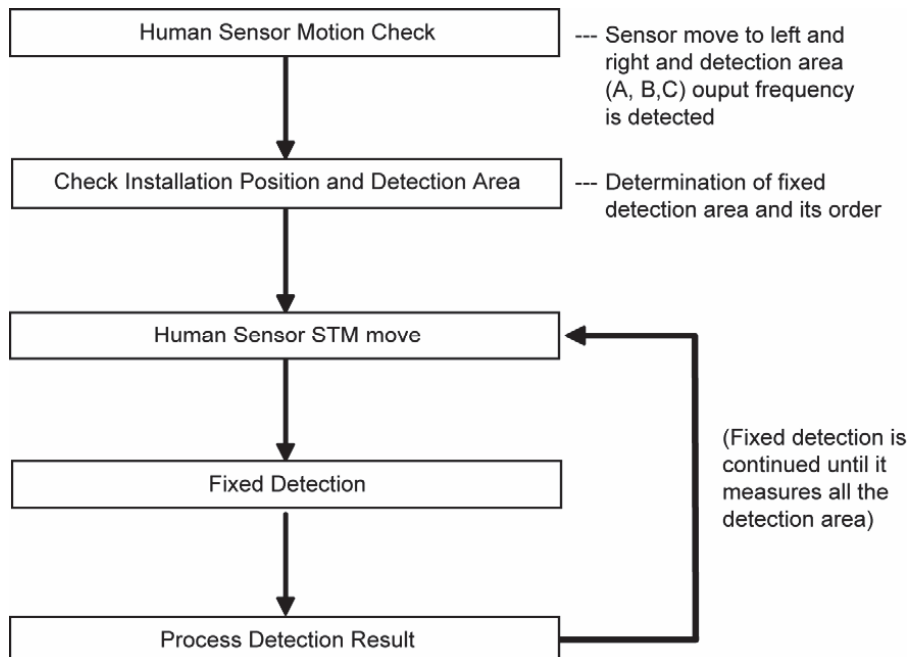 Human Sensor Motion Check
--- Sensor move to left and
right and detection area
(A, B,C) ouput frequency
is detected
Check Installation Position and Detection Area
--- Determination of fixed
detection area and its order
Human Sensor STM move
(Fixed detection is
continued until it
measures all the
detection area)
Fixed Detection
Process Detection Result